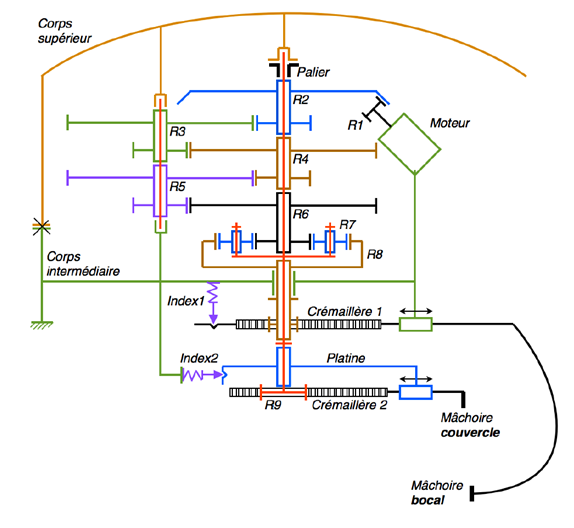 Corps
supérieur
Palier
R2
R1
Moteur
R3
R4
R5
R6
R7
R8
Corps
intermédiaire
Index1
Crémaillère 1
Index2
Platine
R9
Crémaillère 2
Mâchoire
couvercle
Mâchoire
bocal